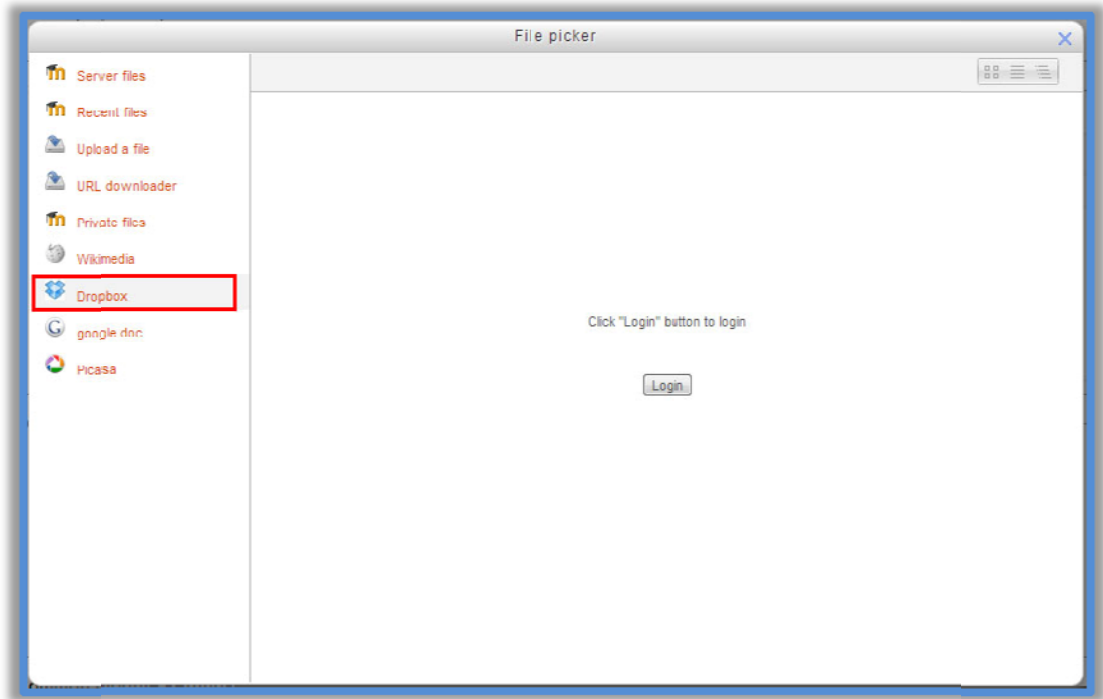 File picker
Server files
Recent files
Upload a file
URL downloader
Private files
Wikimedia
Dropbox
google doc
Picasa
Click "Login" button to login
Login